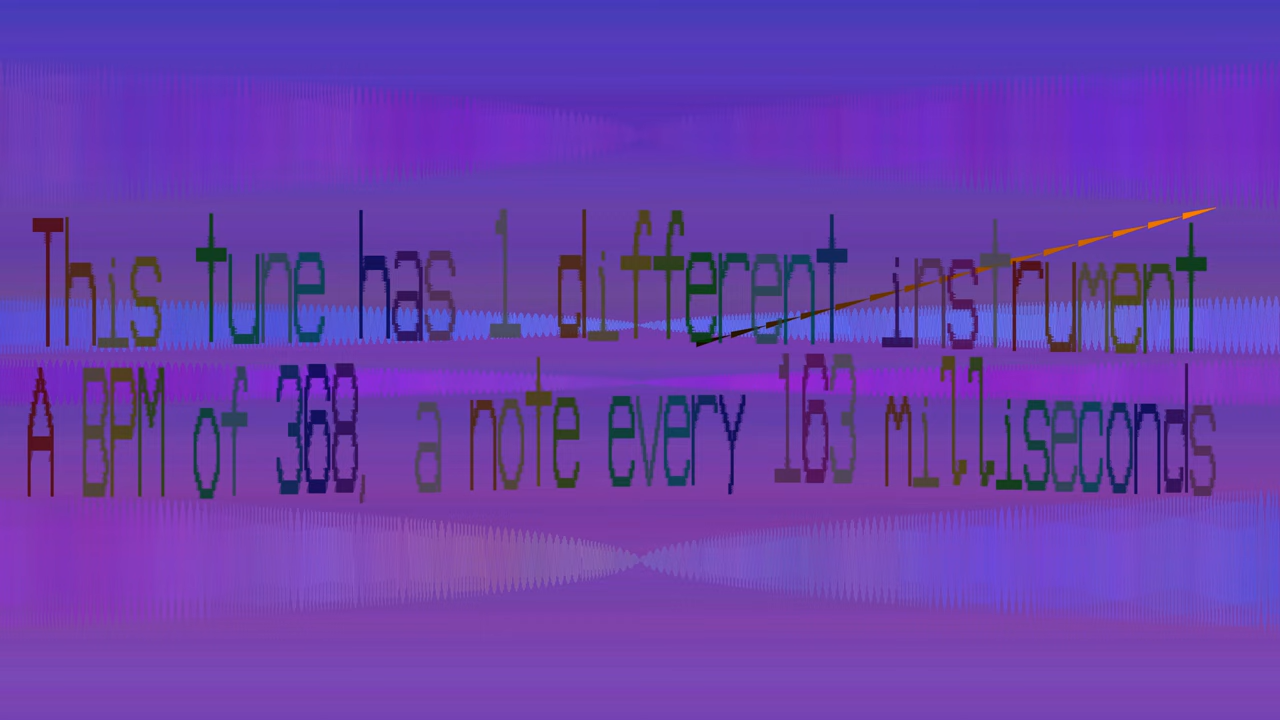 This tune has 1 different instrument
A BPM of 368, a note every 163 milliseconds